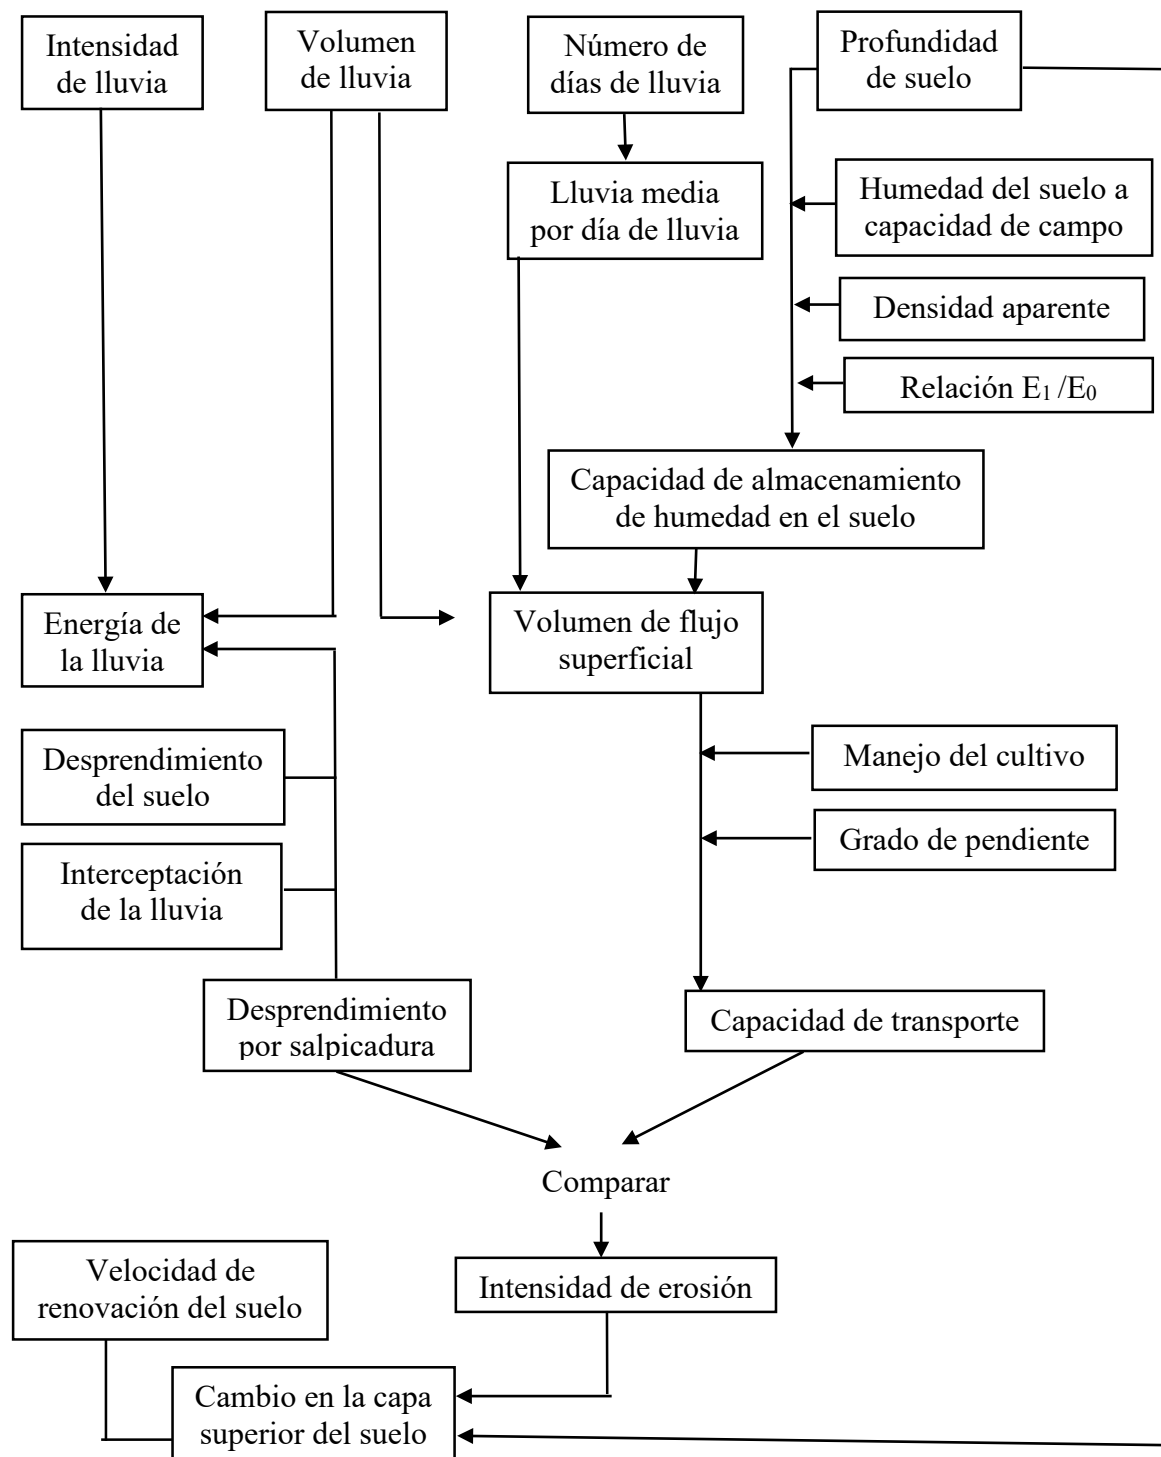 Intensidad
de lluvia
Volumen
de lluvia
Número de
días de lluvia
Profundidad
de suelo
Lluvia media
por día de lluvia
Humedad del suelo a
capacidad de campo
Densidad aparente
Relación E₁ /E₀
Capacidad de almacenamiento
de humedad en el suelo
Energía de
la lluvia
Volumen de flujo
superficial
Desprendimiento
del suelo
Manejo del cultivo
Grado de pendiente
Interceptación
de la lluvia
Desprendimiento
por salpicadura
Capacidad de transporte
Comparar
Velocidad de
renovación del suelo
Intensidad de erosión
Cambio en la capa
superior del suelo